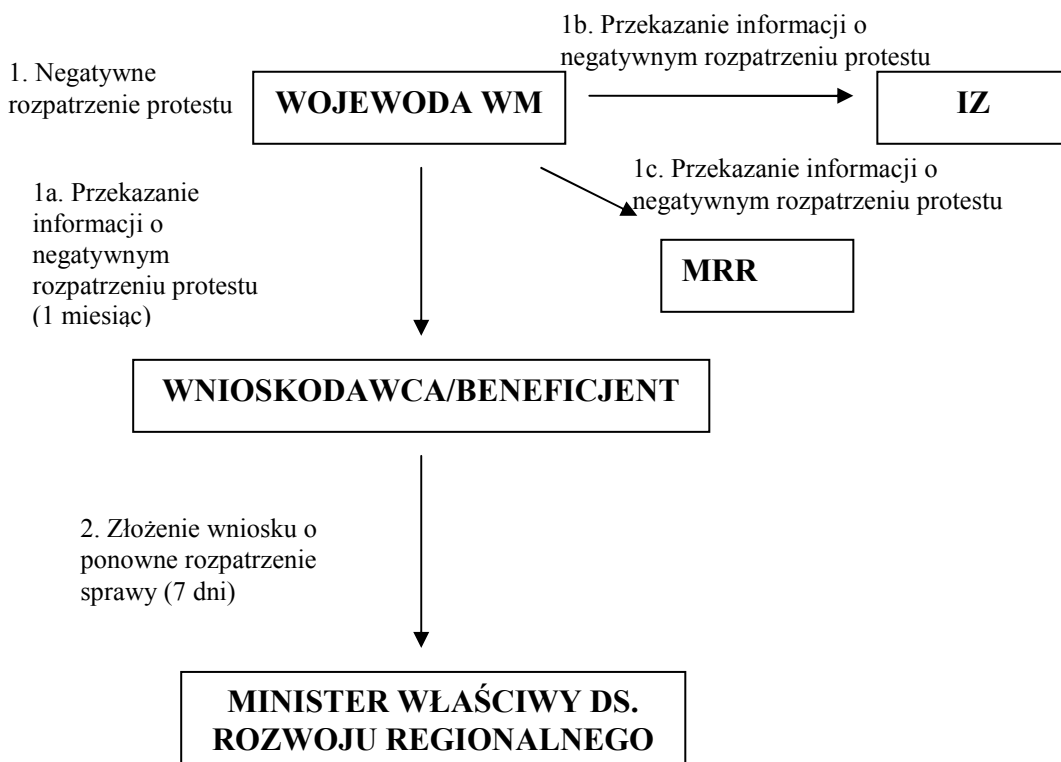 1b. Przekazanie informacji o
negatywnym rozpatrzeniu protestu
1. Negatywne
rozpatrzenie protestu
WOJEWODA WM
IZ
1a. Przekazanie
informacji o
negatywnym
rozpatrzeniu protestu
(1 miesiąc)
1c. Przekazanie informacji o
negatywnym rozpatrzeniu protestu
MRR
WNIOSKODAWCA/BENEFICJENT
2. Złożenie wniosku o
ponowne rozpatrzenie
sprawy (7 dni)
MINISTER WŁAŚCIWY DS.
ROZWOJU REGIONALNEGO